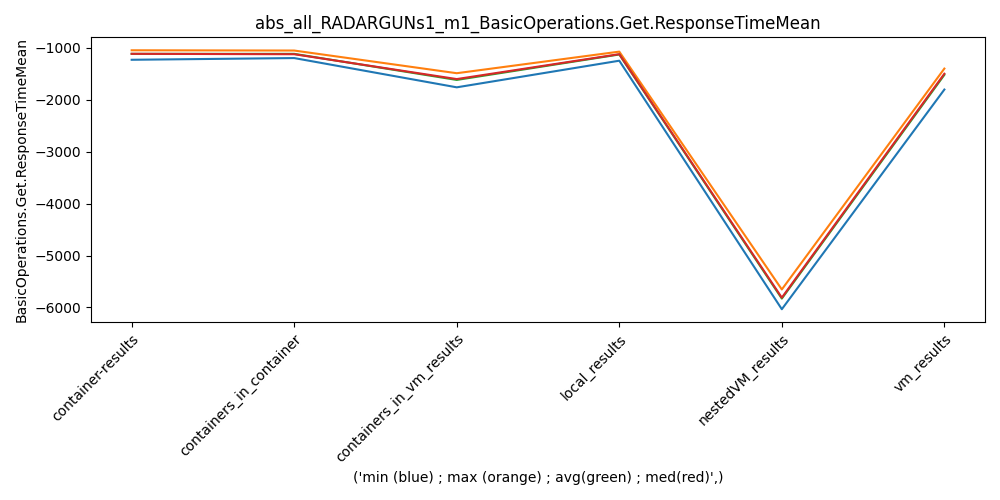 abs_all_RADARGUNs1_m1_BasicOperations.Get.ResponseTimeMean
BasicOperations.Get.ResponseTimeMean
−1000
−2000
−3000
−4000
−5000
−6000
container-results
containers_in_container
containers_in_vm_results
local_results
nestedVM_results
vm_results
('min (blue) ; max (orange) ; avg(green) ; med(red)',)